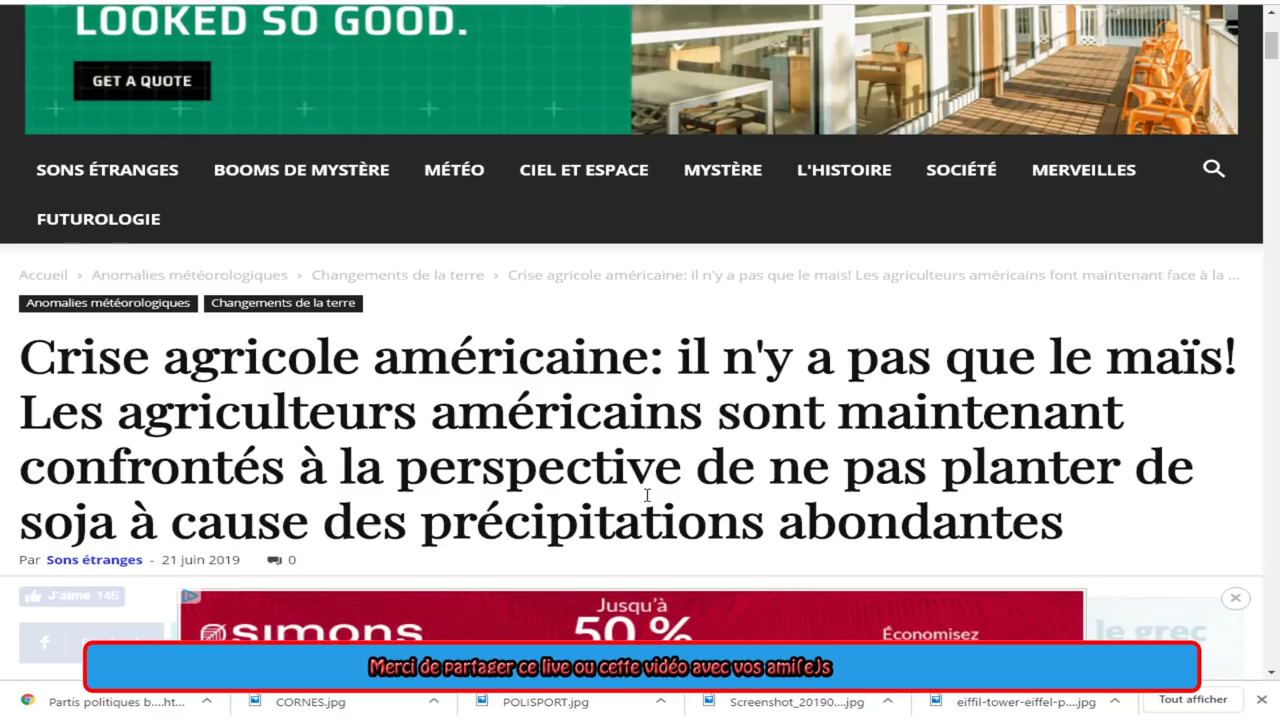 LOOKED SO GOOD.
GET A QUOTE
SONS ÉTRANGES BOOMS DE MYSTÈRE MÉTÉO CIEL ET ESPACE MYSTÈRE L'HISTOIRE SOCIÉTÉ MERVEILLES
FUTUROLOGIE
Accueil › Anomalies météorologiques › Changements de la terre › Crise agricole américaine: il n'y a pas que le maïs! Les agriculteurs américains font maintenant face à la ...
Anomalies météorologiques Changements de la terre
Crise agricole américaine: il n'y a pas que le maïs!
Les agriculteurs américains sont maintenant
confrontés à la perspective de ne pas planter de
soja à cause des précipitations abondantes
Par Sons étranges - 21 juin 2019 0
J'aime 146
Jusqu'à
simons 50 % Économisez
le grec
Merci de partager ce live ou cette vidéo avec vos ami(e)s
Partis politiques b....ht... CORNES.jpg POLISPORT.jpg Screenshot_20190....jpg eiffil-tower-eiffel-p....jpg Tout afficher